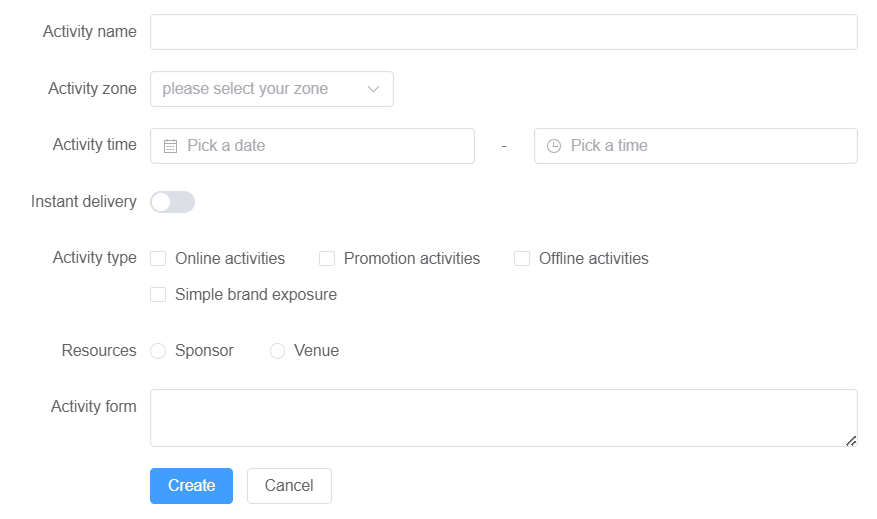 Activity name
Activity zone please select your zone
Activity time Pick a date - Pick a time
Instant delivery
Activity type Online activities Promotion activities Offline activities
Simple brand exposure
Resources Sponsor Venue
Activity form
Create Cancel